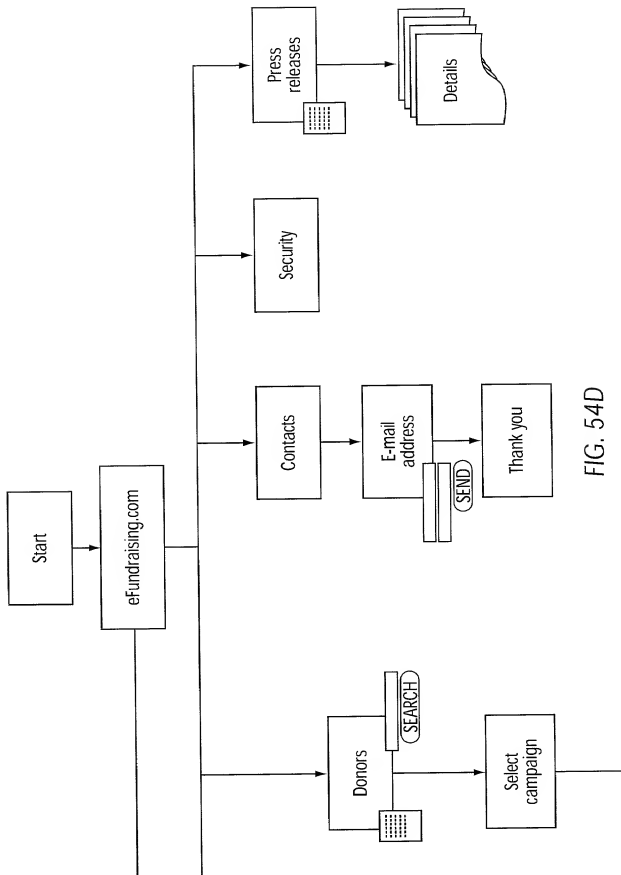 Start
eFundraising.com
Donors
SEARCH
Select
campaign
Contacts
E-mail
address
SEND
Thank you
Security
Press
releases
Details
FIG. 54D